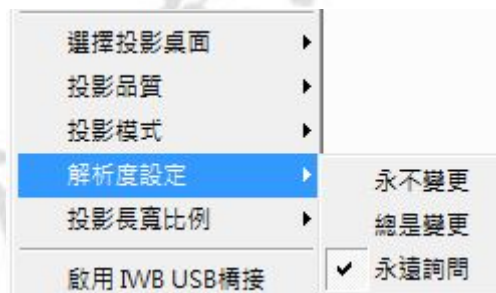 選擇投影桌面
投影品質
投影模式
解析度設定
永不變更
投影長寬比例
總是變更
啟用 IWB USB橋接
永遠詢問